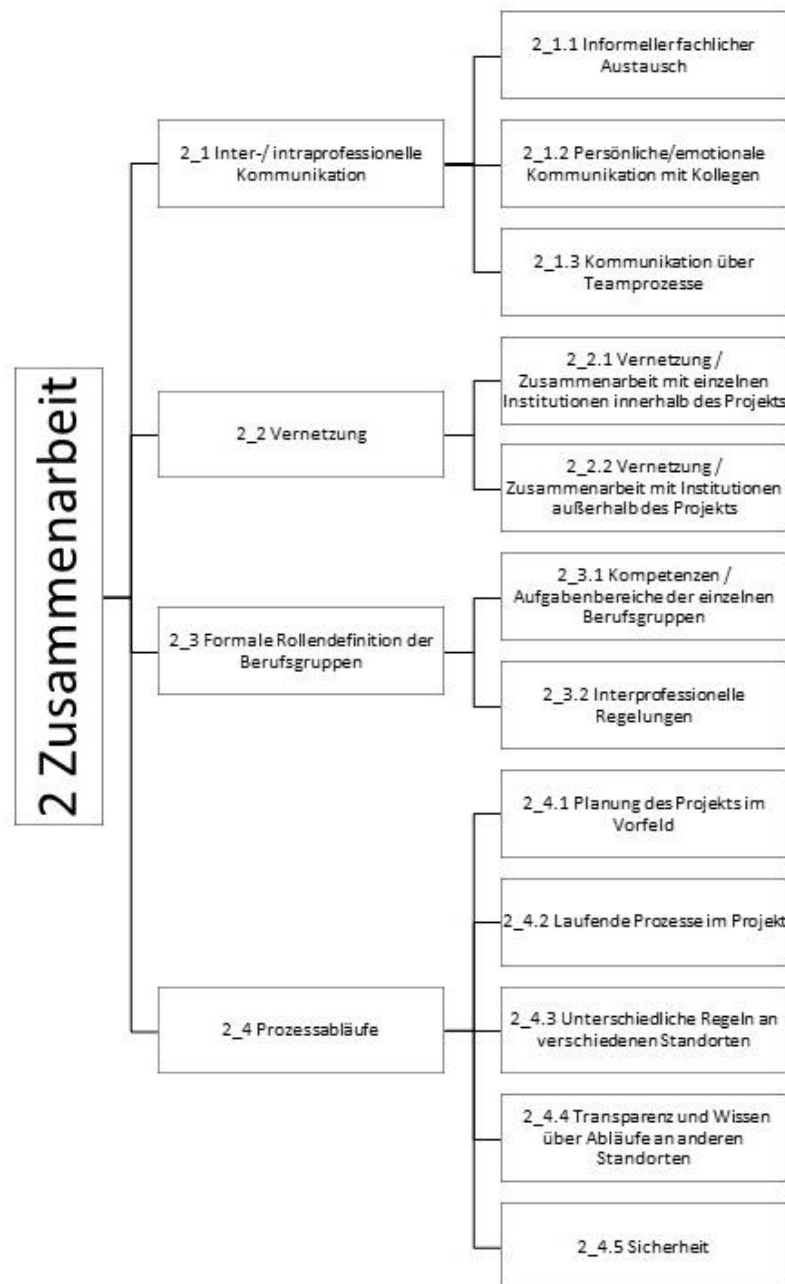 2 Zusammenarbeit
2_1 Inter-/ intraprofessionelle
Kommunikation
2_1.1 Informeller fachlicher
Austausch
2_1.2 Persönliche/emotionale
Kommunikation mit Kollegen
2_1.3 Kommunikation über
Teamprozesse
2_2 Vernetzung
2_2.1 Vernetzung /
Zusammenarbeit mit einzelnen
Institutionen innerhalb des Projekts
2_2.2 Vernetzung /
Zusammenarbeit mit Institutionen
außerhalb des Projekts
2_3 Formale Rollendefinition der
Berufsgruppen
2_3.1 Kompetenzen /
Aufgabenbereiche der einzelnen
Berufsgruppen
2_3.2 Interprofessionelle
Regelungen
2_4 Prozessabläufe
2_4.1 Planung des Projekts im
Vorfeld
2_4.2 Laufende Prozesse im Projekt
2_4.3 Unterschiedliche Regeln an
verschiedenen Standorten
2_4.4 Transparenz und Wissen
über Abläufe an anderen
Standorten
2_4.5 Sicherheit